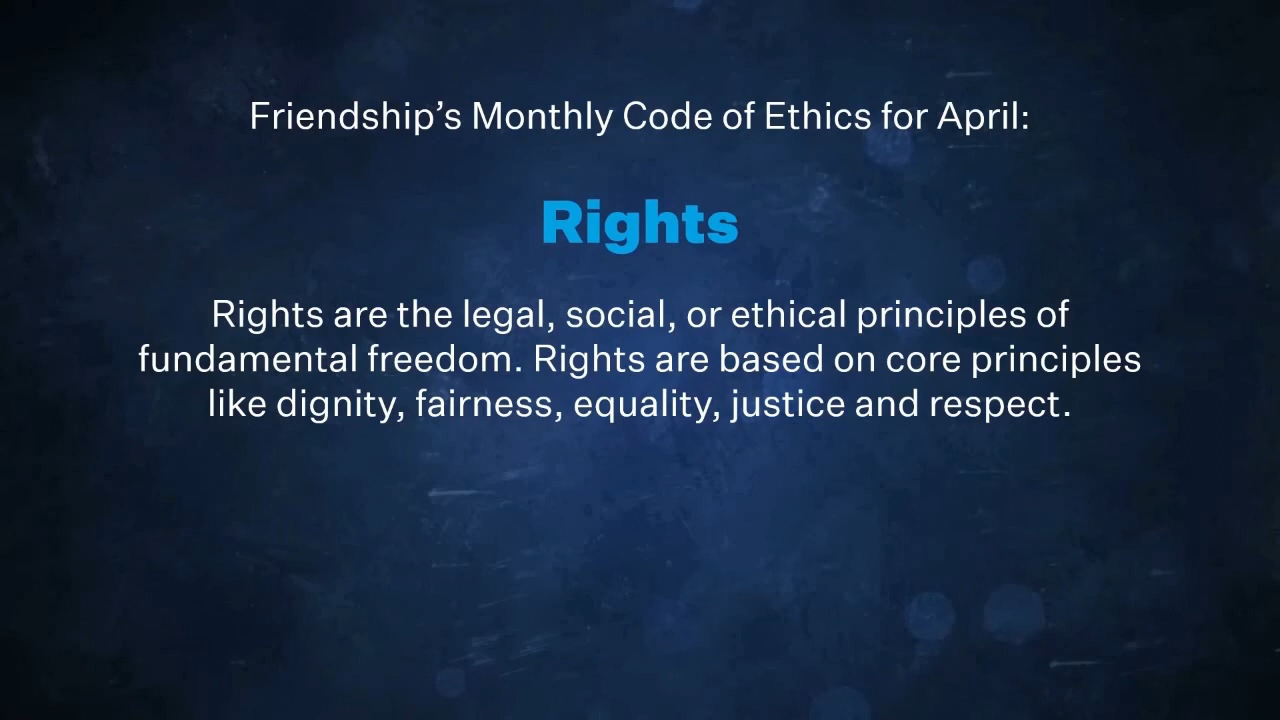 Friendship’s Monthly Code of Ethics for April:
Rights
Rights are the legal, social, or ethical principles of
fundamental freedom. Rights are based on core principles
like dignity, fairness, equality, justice and respect.